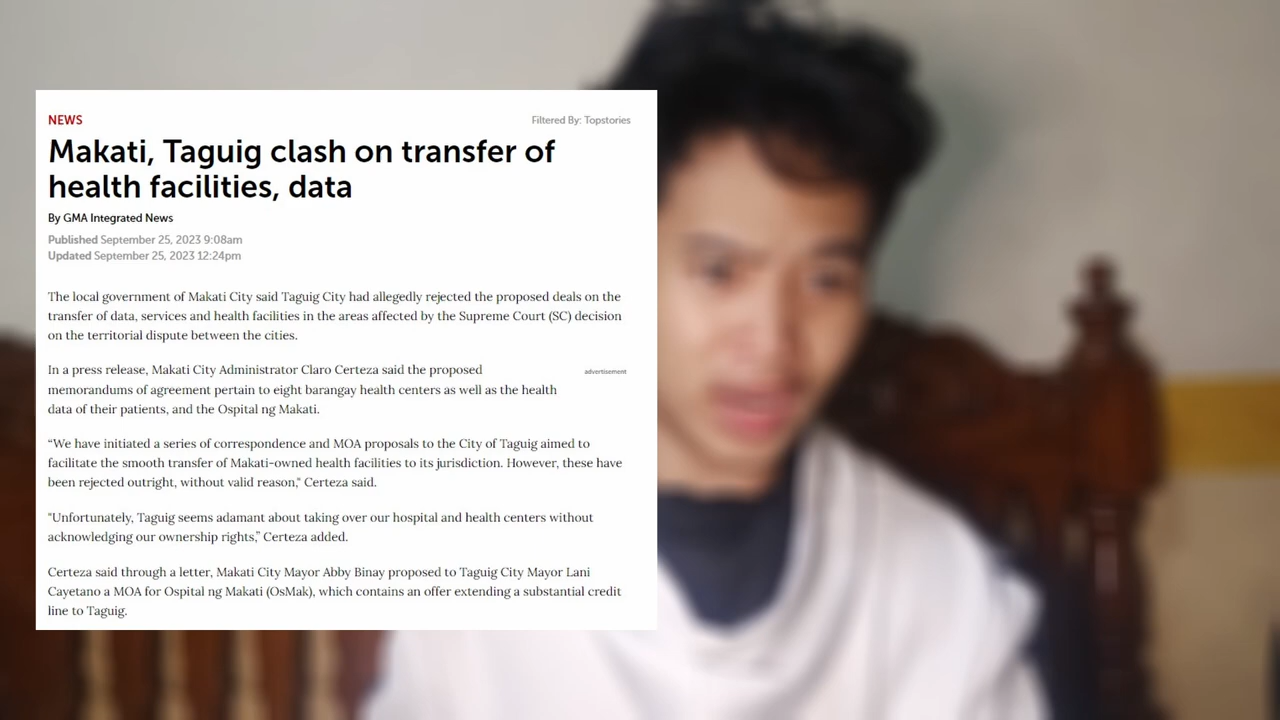 NEWS
Filtered By: Topstories
Makati, Taguig clash on transfer of
health facilities, data
By GMA Integrated News
Published September 25, 2023 9:08am
Updated September 25, 2023 12:24pm
The local government of Makati City said Taguig City had allegedly rejected the proposed deals on the
transfer of data, services and health facilities in the areas affected by the Supreme Court (SC) decision
on the territorial dispute between the cities.
In a press release, Makati City Administrator Claro Certeza said the proposed
advertisement
memorandums of agreement pertain to eight barangay health centers as well as the health
data of their patients, and the Ospital ng Makati.
“We have initiated a series of correspondence and MOA proposals to the City of Taguig aimed to
facilitate the smooth transfer of Makati-owned health facilities to its jurisdiction. However, these have
been rejected outright, without valid reason," Certeza said.
"Unfortunately, Taguig seems adamant about taking over our hospital and health centers without
acknowledging our ownership rights,” Certeza added.
Certeza said through a letter, Makati City Mayor Abby Binay proposed to Taguig City Mayor Lani
Cayetano a MOA for Ospital ng Makati (OsMak), which contains an offer extending a substantial credit
line to Taguig.